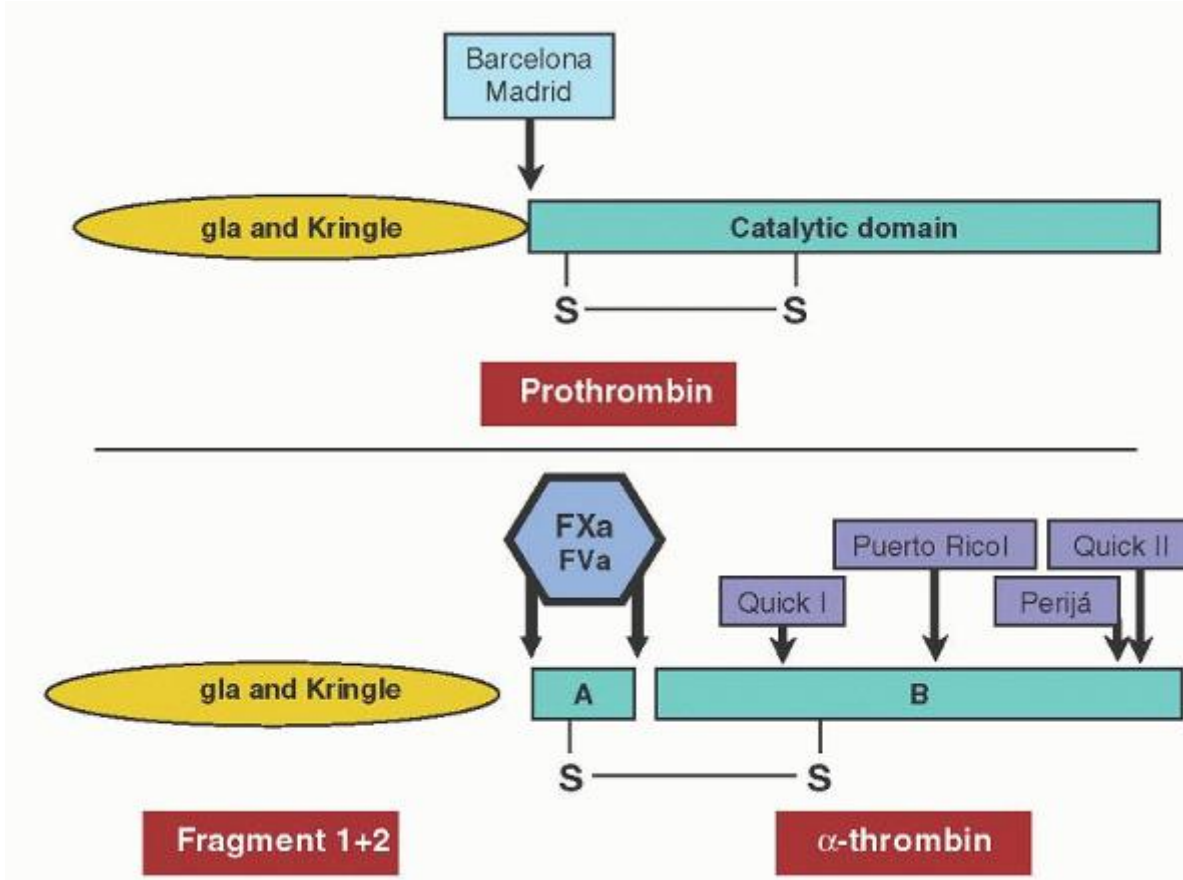 Barcelona
Madrid
gla and Kringle
Catalytic domain
S
S
Prothrombin
FXa
FVa
Puerto RicoI
Quick II
Quick I
Perijá
gla and Kringle
A
B
S
S
Fragment 1+2
α-thrombin